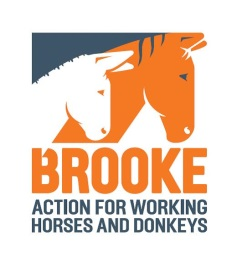 BROOKE
ACTION FOR WORKING
HORSES AND DONKEYS